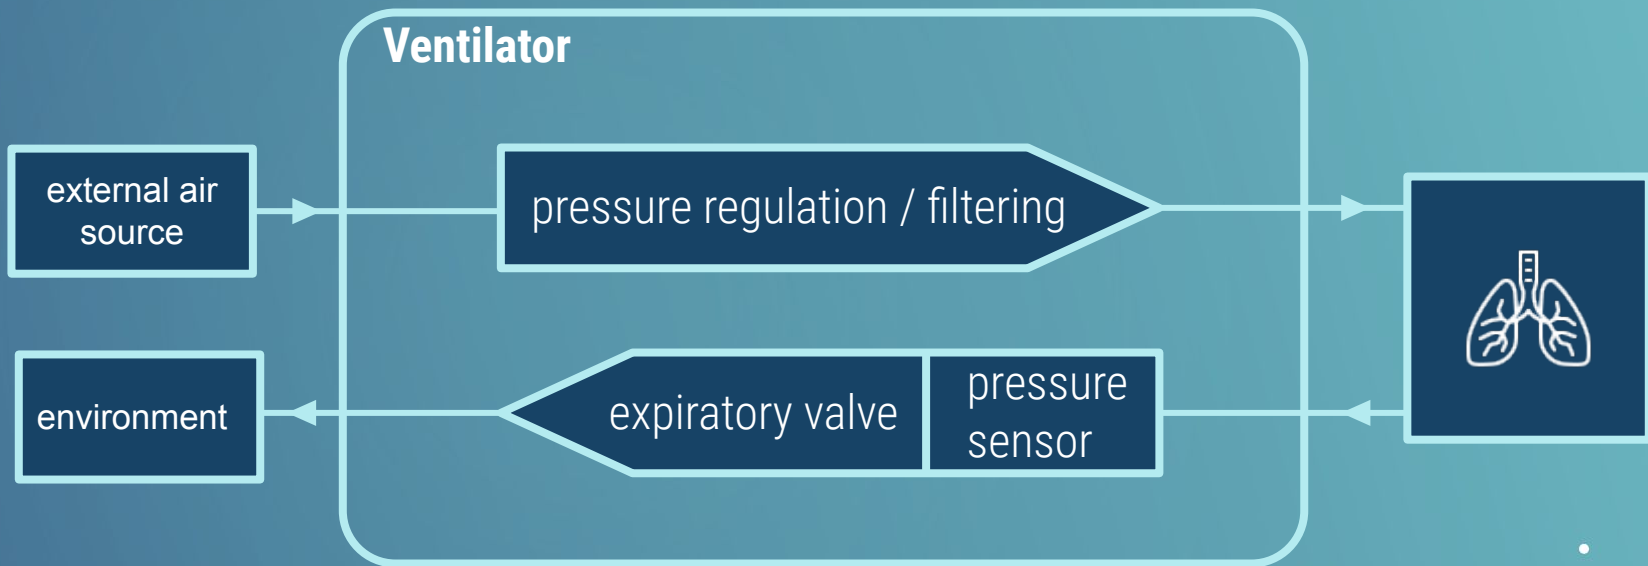 Ventilator
external air
source
pressure regulation / filtering
environment
expiratory valve
pressure
sensor